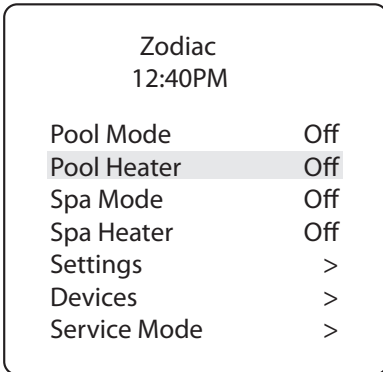 Zodiac
12:40PM
Pool Mode Off
Pool Heater Off
Spa Mode Off
Spa Heater Off
Settings >
Devices >
Service Mode >